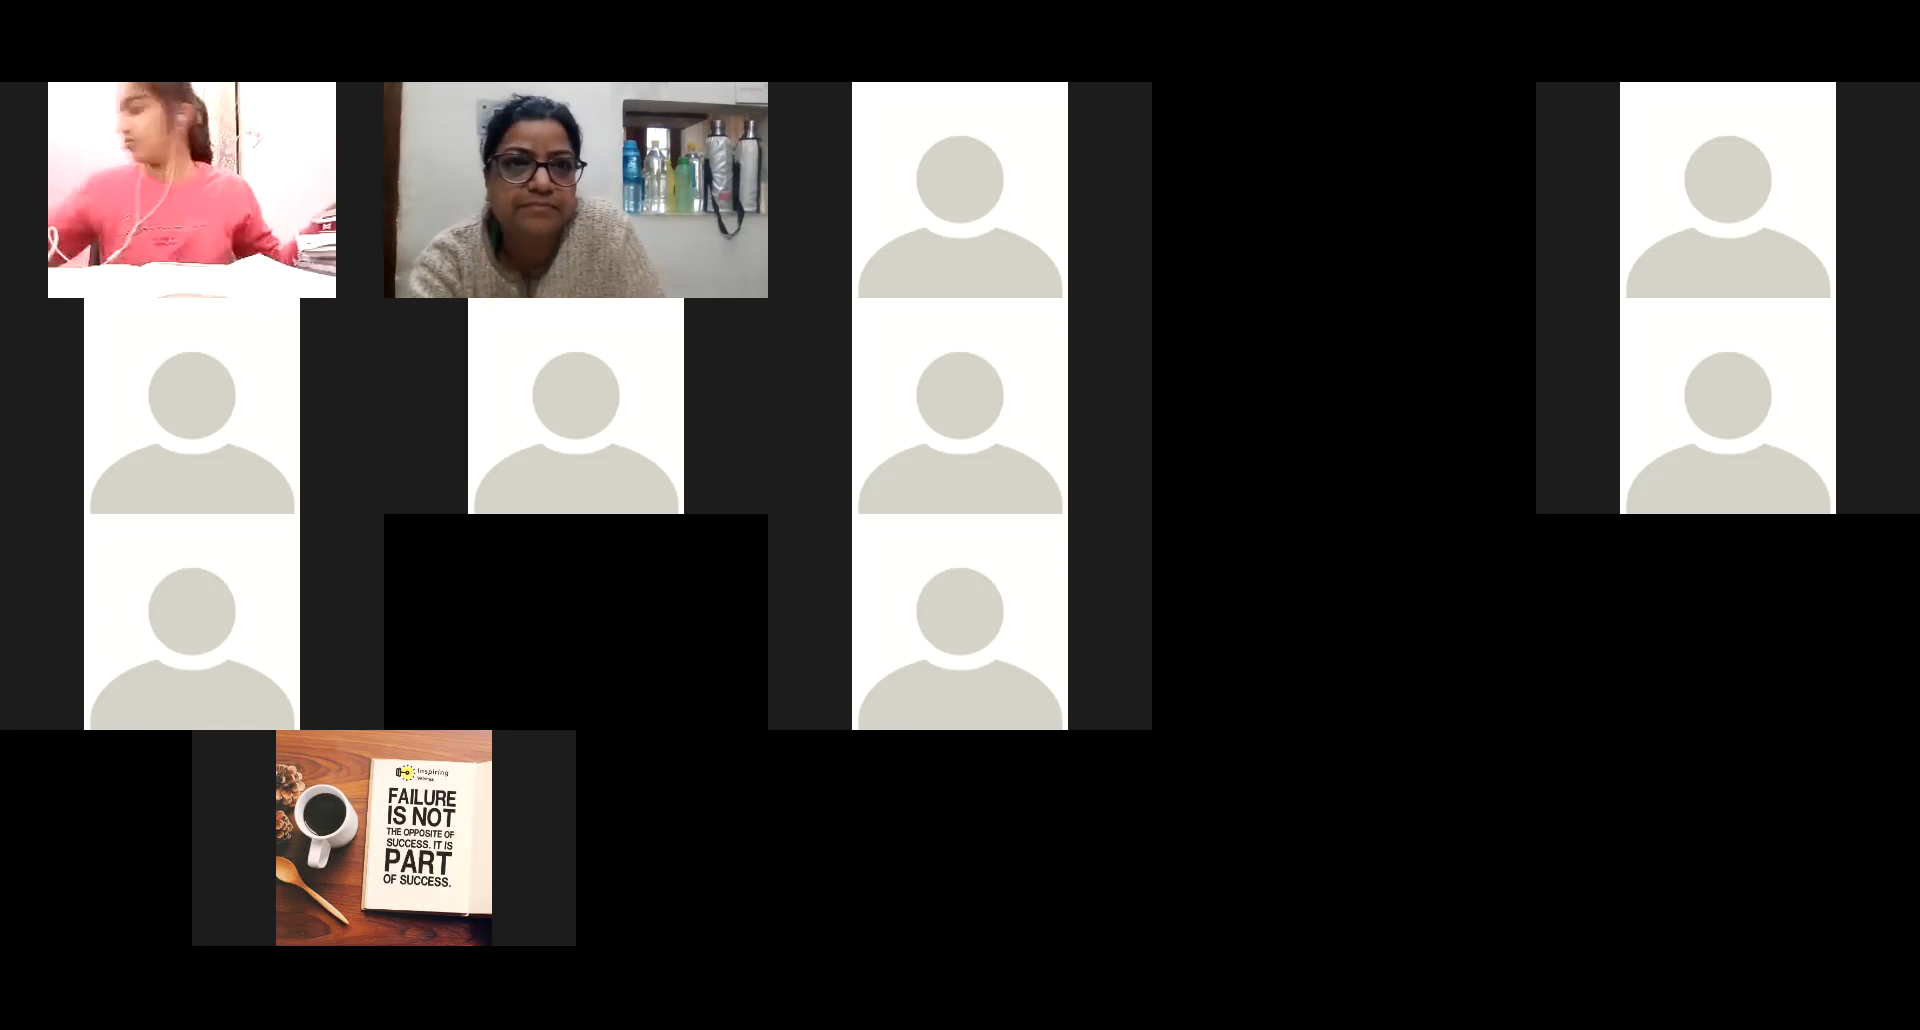 Inspiring
FAILURE
IS NOT
THE OPPOSITE OF
SUCCESS. IT IS
PART
OF SUCCESS.